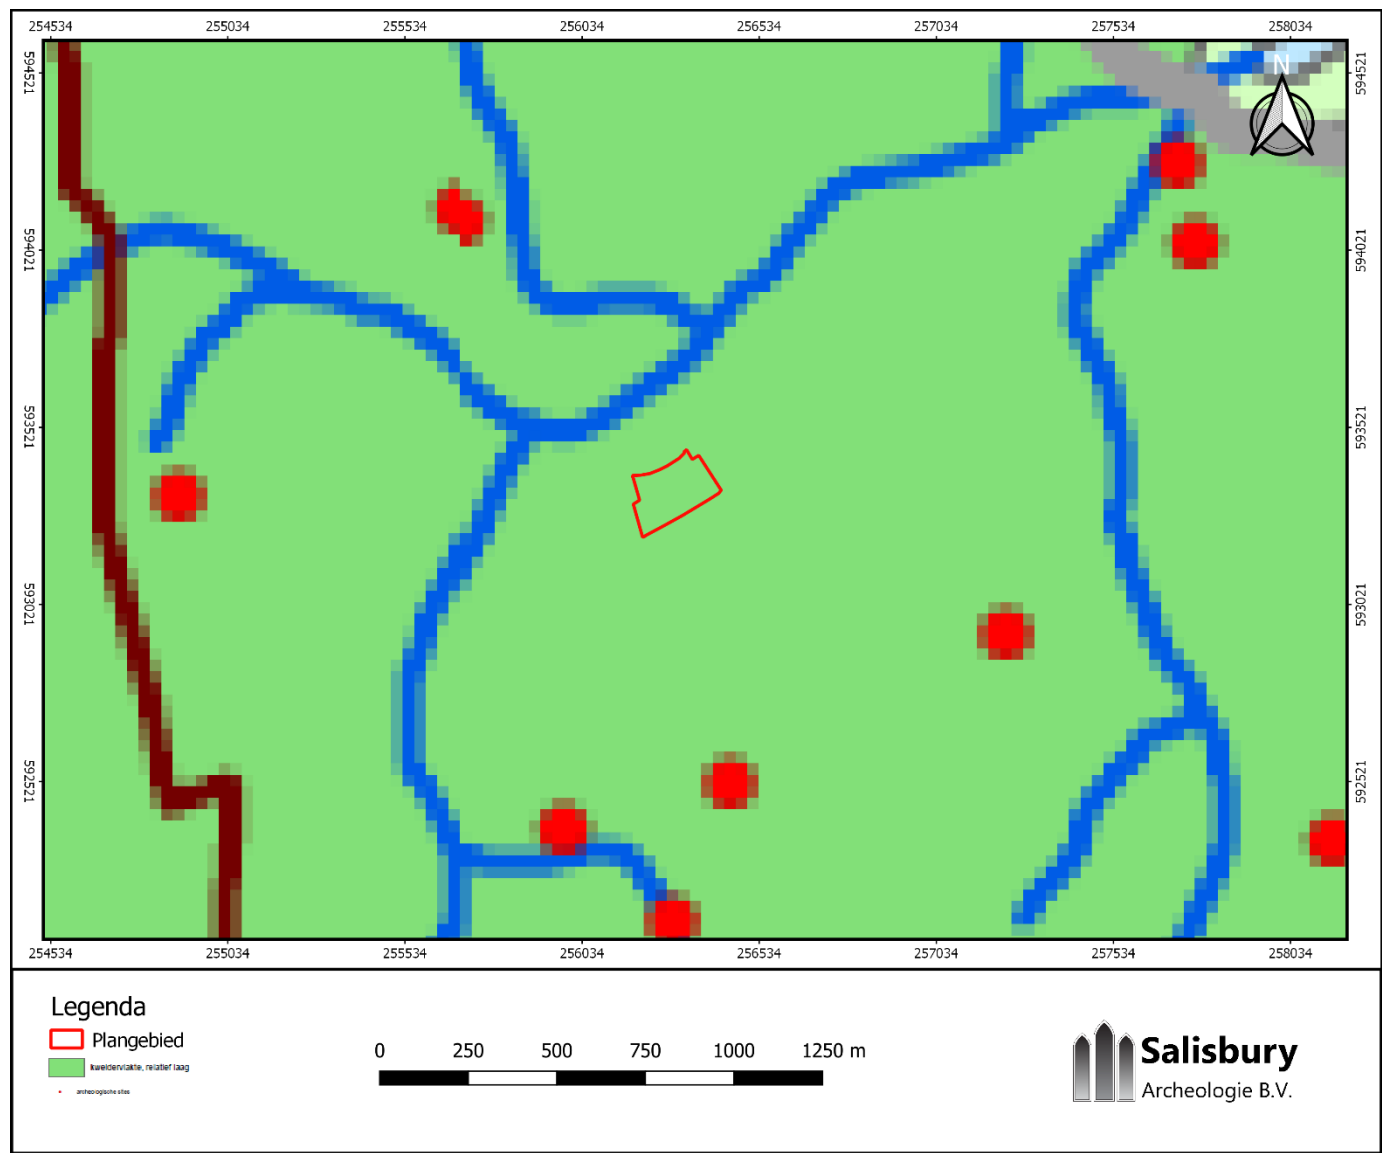 254534 255034 255534 256034 256534 257034 257534 258034
594521
594021
593521
593021
592521
N
594521
594021
593521
593021
592521
254534 255034 255534 256034 256534 257034 257534 258034
Legenda
Plangebied
kweldervlakte, relatief laag
archeologische sites
0 250 500 750 1000 1250 m
Salisbury
Archeologie B.V.